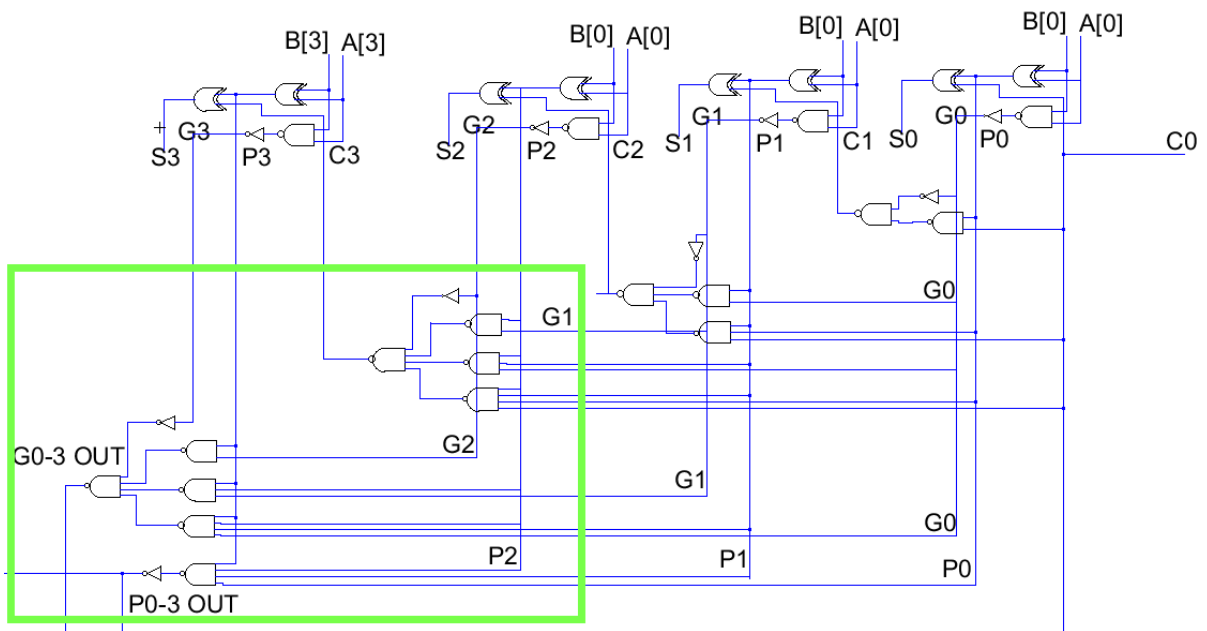 B[3] A[3]
B[0] A[0]
B[0] A[0]
B[0] A[0]
G3
S3
P3
C3
G2
S2
P2
C2
G1
S1
P1
C1
G0
S0
P0
C0
G0
G1
G2
G0-3 OUT
G1
G0
P2
P1
P0
P0-3 OUT